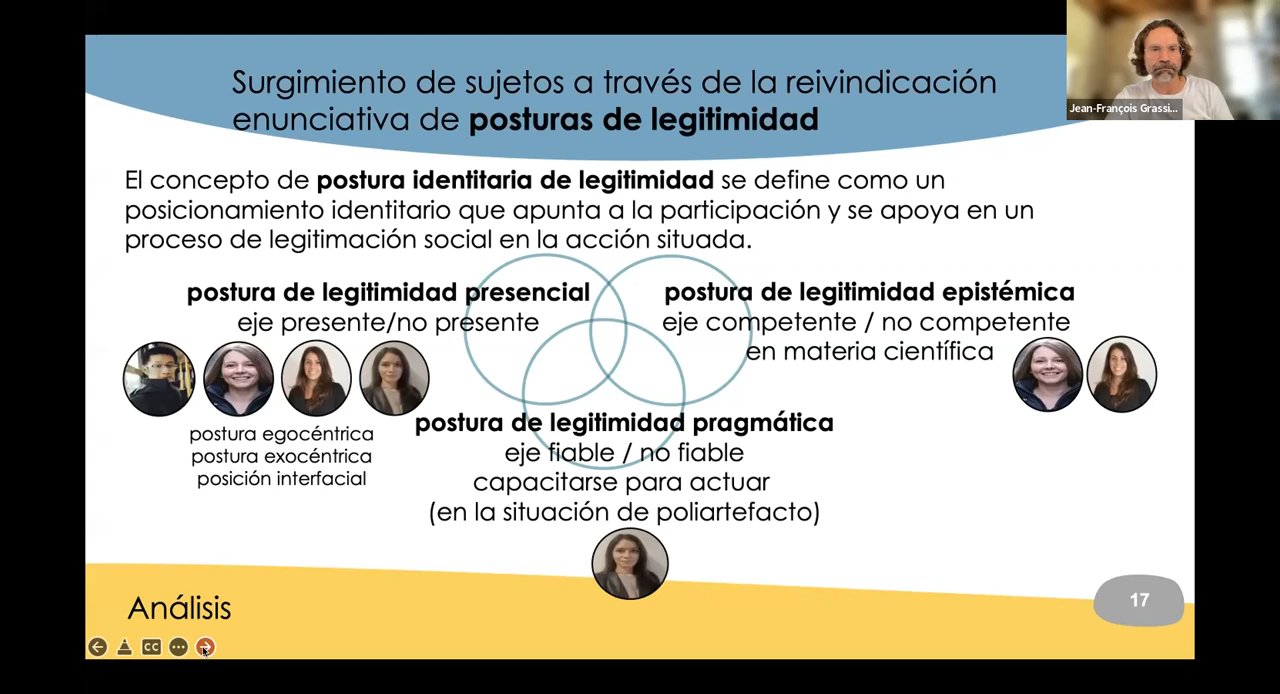 Surgimiento de sujetos a través de la reivindicación
enunciativa de posturas de legitimidad
Jean-François Grassi...
El concepto de postura identitaria de legitimidad se define como un
posicionamiento identitario que apunta a la participación y se apoya en un
proceso de legitimación social en la acción situada.
postura de legitimidad presencial
eje presente/no presente
postura de legitimidad epistémica
eje competente / no competente
en materia científica
postura egocéntrica
postura exocéntrica
posición interfacial
postura de legitimidad pragmática
eje fiable / no fiable
capacitarse para actuar
(en la situación de poliartefacto)
Análisis
17
CC